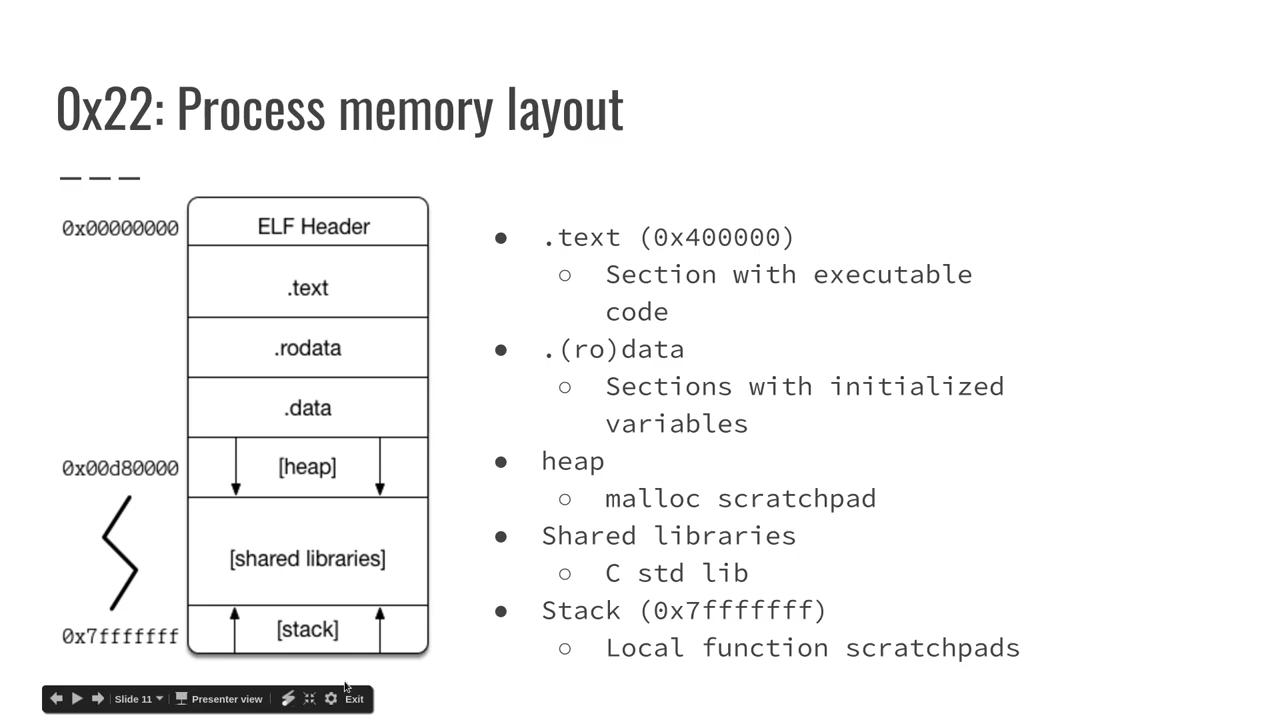 0x22: Process memory layout
0x00000000
ELF Header
.text
.rodata
.data
0x00d80000
[heap]
[shared libraries]
0x7fffffff
[stack]
● .text (0x400000)
○ Section with executable
code
● .(ro)data
○ Sections with initialized
variables
● heap
○ malloc scratchpad
● Shared libraries
○ C std lib
● Stack (0x7fffffff)
○ Local function scratchpads
Slide 11 Presenter view Exit